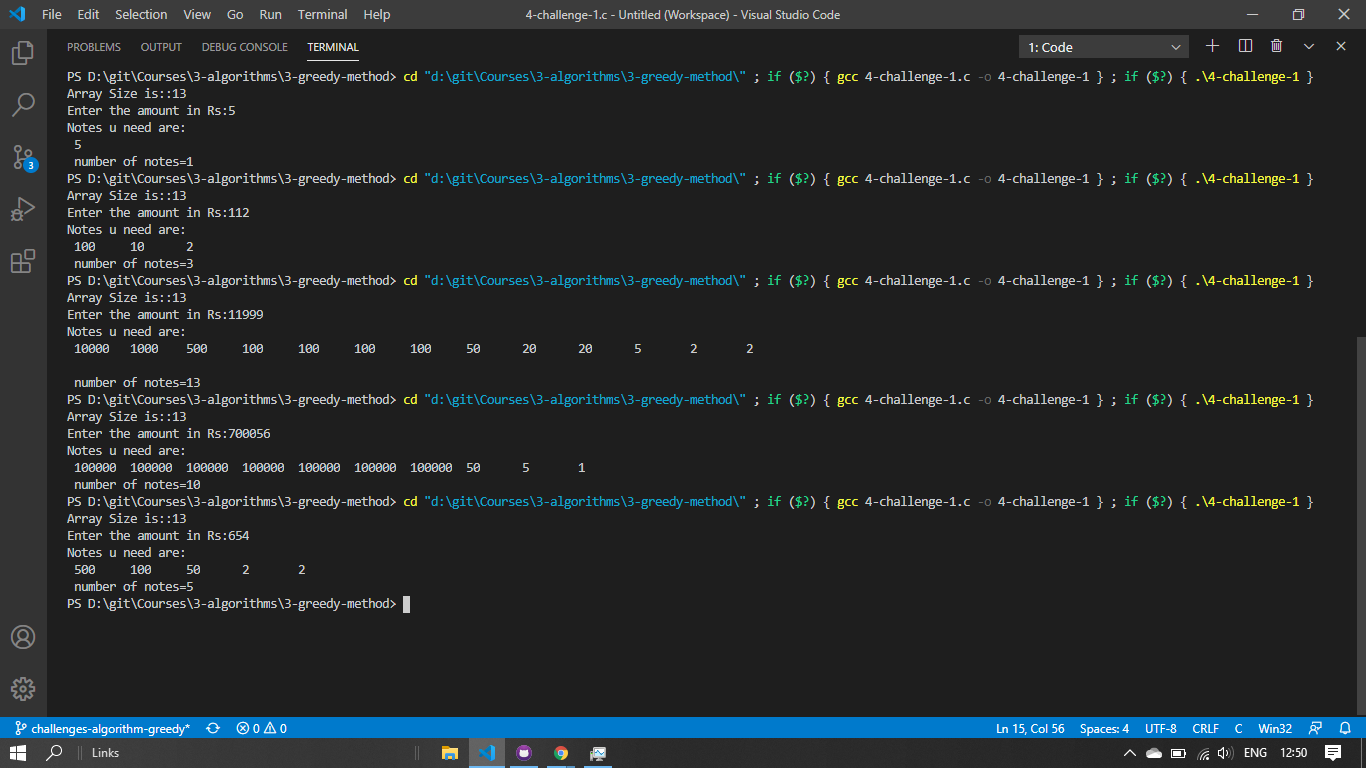 File Edit Selection View Go Run Terminal Help 4-challenge-1.c - Untitled (Workspace) - Visual Studio Code
PROBLEMS OUTPUT DEBUG CONSOLE TERMINAL 1: Code
PS D:\git\Courses\3-algorithms\3-greedy-method> cd "d:\git\Courses\3-algorithms\3-greedy-method\" ; if ($?) { gcc 4-challenge-1.c -o 4-challenge-1 } ; if ($?) { .\4-challenge-1 }
Array Size is::13
Enter the amount in Rs:5
Notes u need are:
5
number of notes=1
PS D:\git\Courses\3-algorithms\3-greedy-method> cd "d:\git\Courses\3-algorithms\3-greedy-method\" ; if ($?) { gcc 4-challenge-1.c -o 4-challenge-1 } ; if ($?) { .\4-challenge-1 }
Array Size is::13
Enter the amount in Rs:112
Notes u need are:
100 10 2
number of notes=3
PS D:\git\Courses\3-algorithms\3-greedy-method> cd "d:\git\Courses\3-algorithms\3-greedy-method\" ; if ($?) { gcc 4-challenge-1.c -o 4-challenge-1 } ; if ($?) { .\4-challenge-1 }
Array Size is::13
Enter the amount in Rs:11999
Notes u need are:
10000 1000 500 100 100 100 100 50 20 20 5 2 2
number of notes=13
PS D:\git\Courses\3-algorithms\3-greedy-method> cd "d:\git\Courses\3-algorithms\3-greedy-method\" ; if ($?) { gcc 4-challenge-1.c -o 4-challenge-1 } ; if ($?) { .\4-challenge-1 }
Array Size is::13
Enter the amount in Rs:700056
Notes u need are:
100000 100000 100000 100000 100000 100000 100000 50 5 1
number of notes=10
PS D:\git\Courses\3-algorithms\3-greedy-method> cd "d:\git\Courses\3-algorithms\3-greedy-method\" ; if ($?) { gcc 4-challenge-1.c -o 4-challenge-1 } ; if ($?) { .\4-challenge-1 }
Array Size is::13
Enter the amount in Rs:654
Notes u need are:
500 100 50 2 2
number of notes=5
PS D:\git\Courses\3-algorithms\3-greedy-method>
3
challenges-algorithm-greedy* 0 0 Ln 15, Col 56 Spaces: 4 UTF-8 CRLF C Win32
Links ENG 12:50